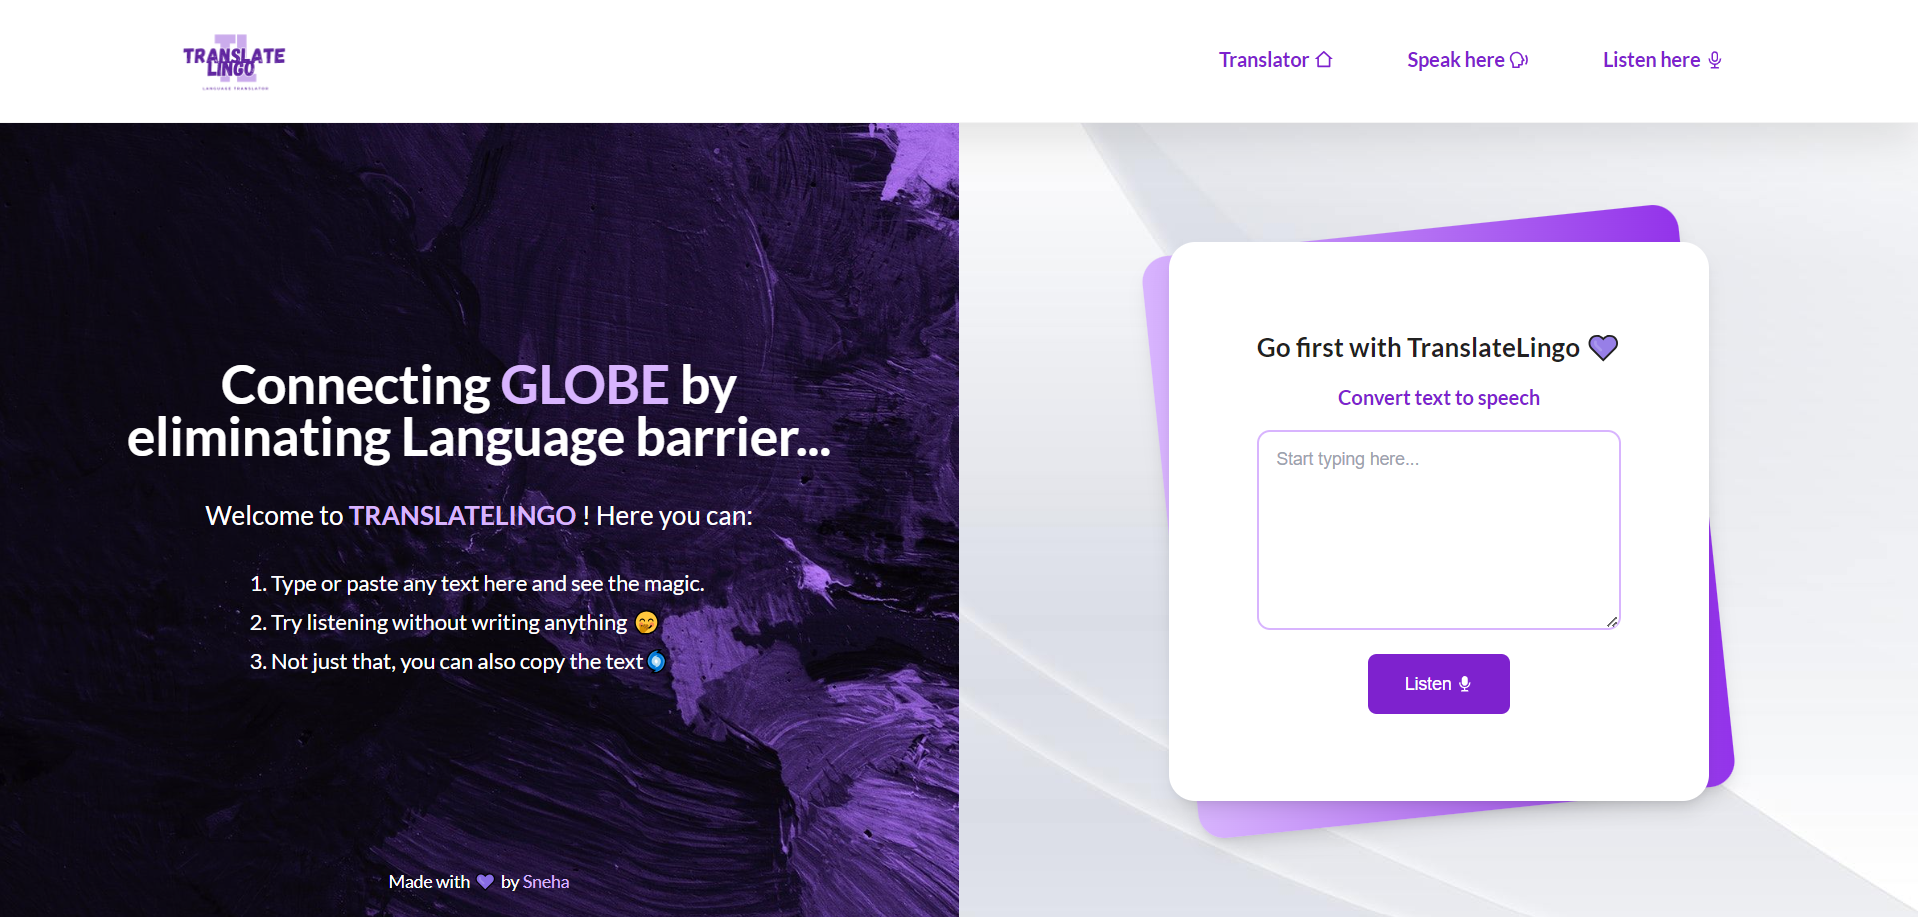 TL
TRANSLATE
LINGO
LANGUAGE TRANSLATOR
Translator
Speak here
Listen here
Connecting GLOBE by
eliminating Language barrier...
Welcome to TRANSLATELINGO ! Here you can:
1. Type or paste any text here and see the magic.
2. Try listening without writing anything 🤭
3. Not just that, you can also copy the text🧿
Made with 💜 by Sneha
Go first with TranslateLingo 💜
Convert text to speech
Start typing here...
Listen